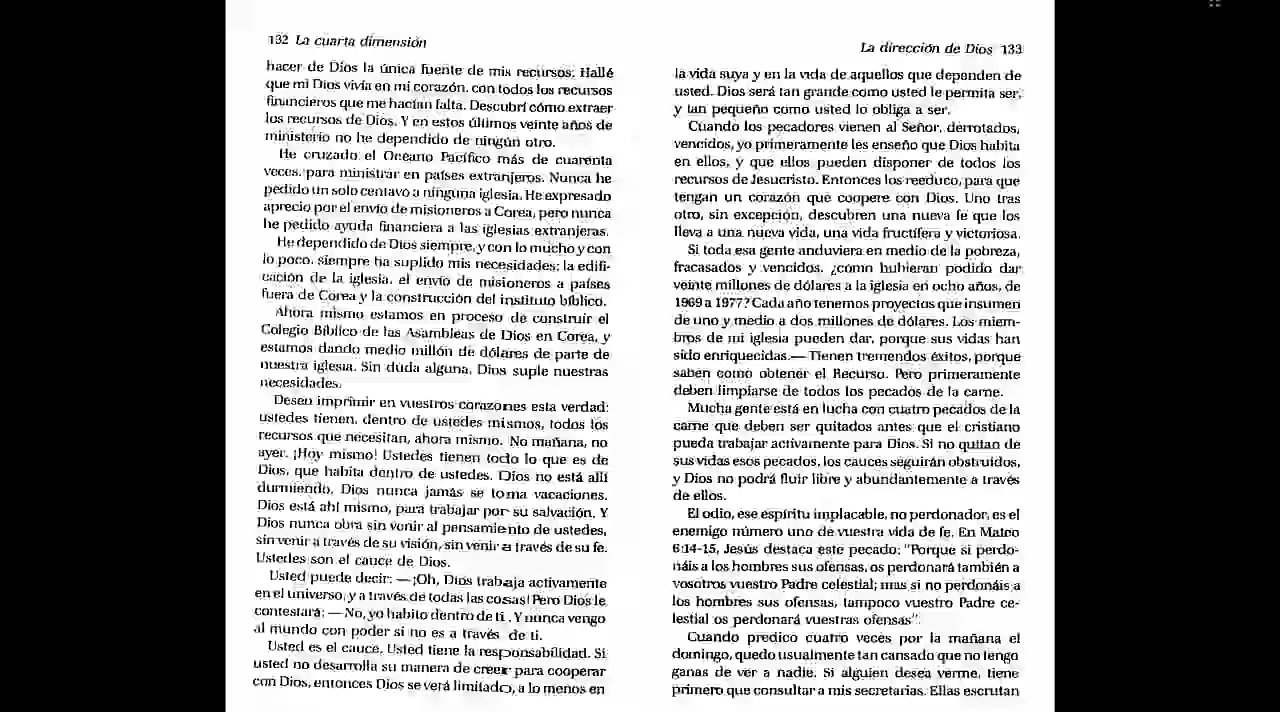 132 La cuarta dimensión
hacer de Dios la única fuente de mis recursos. Hallé
que mi Dios vivía en mi corazón, con todos los recursos
financieros que me hacían falta. Descubrí cómo extraer
los recursos de Dios. Y en estos últimos veinte años de
ministerio no he dependido de ningún otro.
He cruzado el Oceano Pacífico más de cuarenta
veces, para ministrar en países extranjeros. Nunca he
pedido un solo centavo a ninguna iglesia. He expresado
aprecio por el envío de misioneros a Corea, pero nunca
he pedido ayuda financiera a las iglesias extranjeras.
He dependido de Dios siempre, y con lo mucho y con
lo poco, siempre ha suplido mis necesidades: la edifi-
cación de la iglesia, el envío de misioneros a países
fuera de Corea y la construcción del instituto bíblico.
Ahora mismo estamos en proceso de construir el
Colegio Bíblico de las Asambleas de Dios en Corea, y
estamos dando medio millón de dólares de parte de
nuestra iglesia. Sin duda alguna, Dios suple nuestras
necesidades.
Deseo imprimir en vuestros corazones esta verdad:
ustedes tienen, dentro de ustedes mismos, todos los
recursos que necesitan, ahora mismo. No mañana, no
ayer. ¡Hoy mismo! Ustedes tienen todo lo que es de
Dios, que habita dentro de ustedes. Dios no está allí
durmiendo, Dios nunca jamás se toma vacaciones.
Dios está ahí mismo, para trabajar por su salvación. Y
Dios nunca obra sin venir al pensamiento de ustedes,
sin venir a través de su visión, sin venir a través de su fe.
Ustedes son el cauce de Dios.
Usted puede decir: —¡Oh, Dios trabaja activamente
en el universo, y a través de todas las cosas! Pero Dios le
contestará: —No, yo habito dentro de ti. Y nunca vengo
al mundo con poder si no es a través de ti.
Usted es el cauce. Usted tiene la responsabilidad. Si
usted no desarrolla su manera de creer para cooperar
con Dios, entonces Dios se verá limitado, a lo menos en
La dirección de Dios 133
la vida suya y en la vida de aquellos que dependen de
usted. Dios será tan grande como usted le permita ser,
y tan pequeño como usted lo obliga a ser.
Cuando los pecadores vienen al Señor, derrotados,
vencidos, yo primeramente les enseño que Dios habita
en ellos, y que ellos pueden disponer de todos los
recursos de Jesucristo. Entonces los reeduco, para que
tengan un corazón que coopere con Dios. Uno tras
otro, sin excepción, descubren una nueva fe que los
lleva a una nueva vida, una vida fructífera y victoriosa.
Si toda esa gente anduviera en medio de la pobreza,
fracasados y vencidos, ¿cómo hubieran podido dar
veinte millones de dólares a la iglesia en ocho años, de
1969 a 1977? Cada año tenemos proyectos que insumen
de uno y medio a dos millones de dólares. Los miem-
bros de mi iglesia pueden dar, porque sus vidas han
sido enriquecidas.— Tienen tremendos éxitos, porque
saben como obtener el Recurso. Pero primeramente
deben limpiarse de todos los pecados de la carne.
Mucha gente está en lucha con cuatro pecados de la
carne que deben ser quitados antes que el cristiano
pueda trabajar activamente para Dios. Si no quitan de
sus vidas esos pecados, los cauces seguirán obstruidos,
y Dios no podrá fluir libre y abundantemente a través
de ellos.
El odio, ese espíritu implacable, no perdonador, es el
enemigo número uno de vuestra vida de fe. En Mateo
6:14-15, Jesús destaca este pecado: "Porque si perdo-
náis a los hombres sus ofensas, os perdonará también a
vosotros vuestro Padre celestial; mas si no perdonáis a
los hombres sus ofensas, tampoco vuestro Padre ce-
lestial os perdonará vuestras ofensas".
Cuando predico cuatro veces por la mañana el
domingo, quedo usualmente tan cansado que no tengo
ganas de ver a nadie. Si alguien desea verme, tiene
primero que consultar a mis secretarias. Ellas escrutan